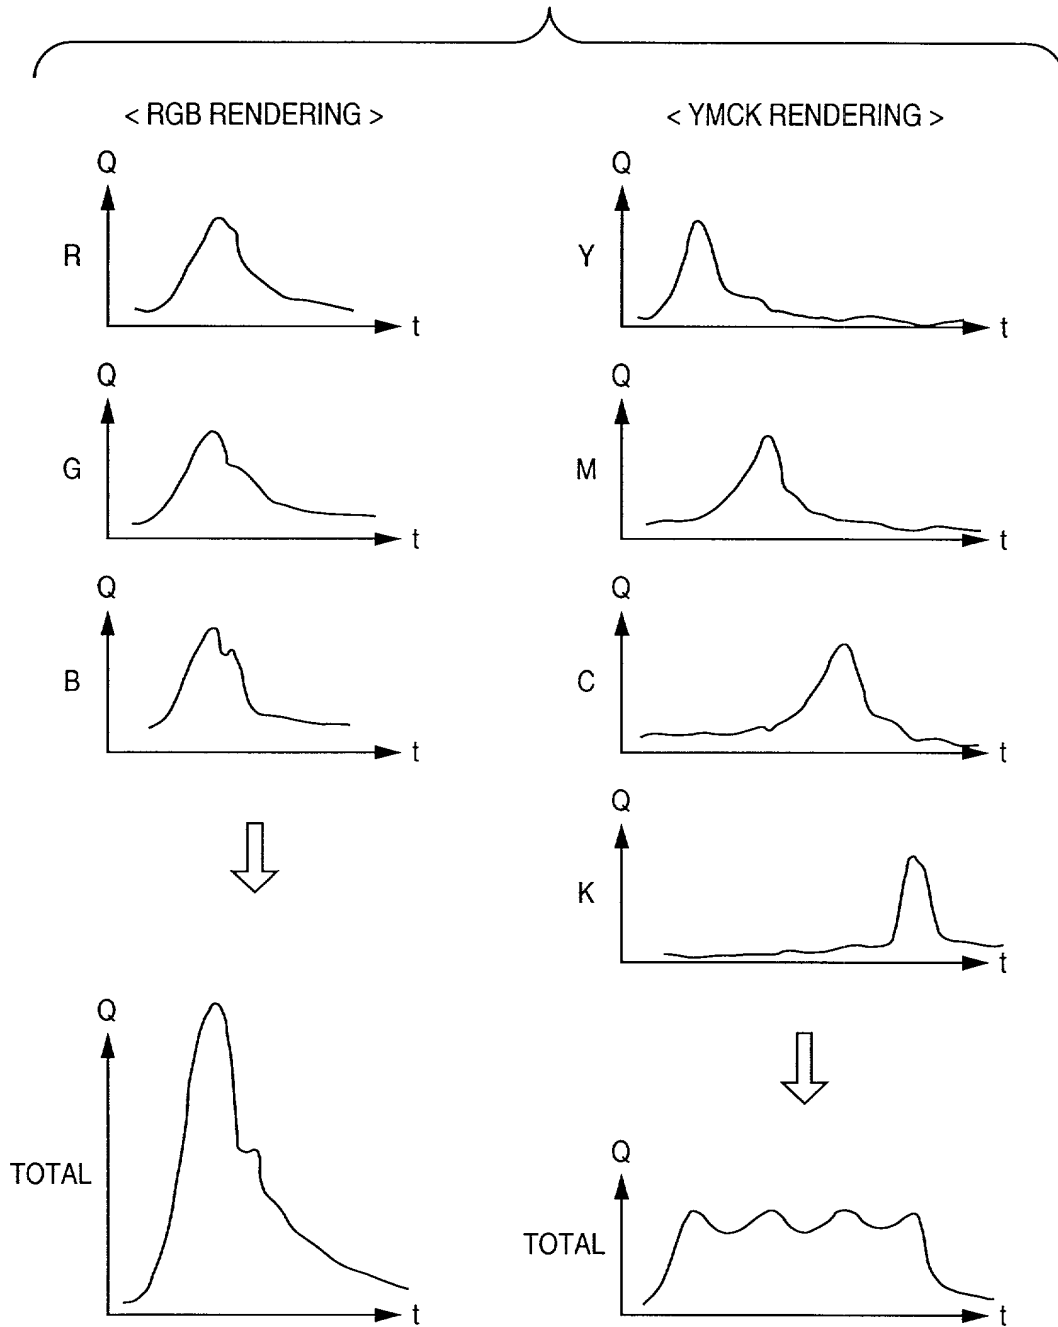 < RGB RENDERING >
Q
R
t
Q
G
t
Q
B
t
Q
TOTAL
t
< YMCK RENDERING >
Q
Y
t
Q
M
t
Q
C
t
Q
K
t
Q
TOTAL
t